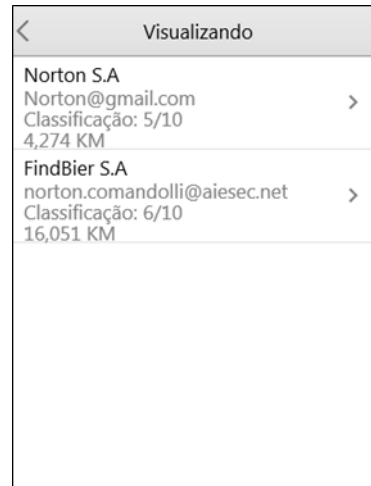 Visualizando
Norton S.A
Norton@gmail.com
Classificação: 5/10
4,274 KM
FindBier S.A
norton.comandolli@aiesec.net
Classificação: 6/10
16,051 KM